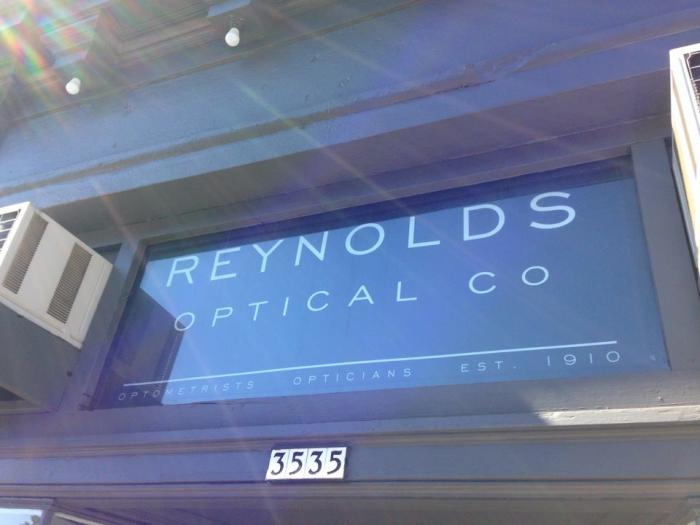 REYNOLDS
OPTICAL CO
OPTOMETRISTS OPTICIANS EST. 1910
3535